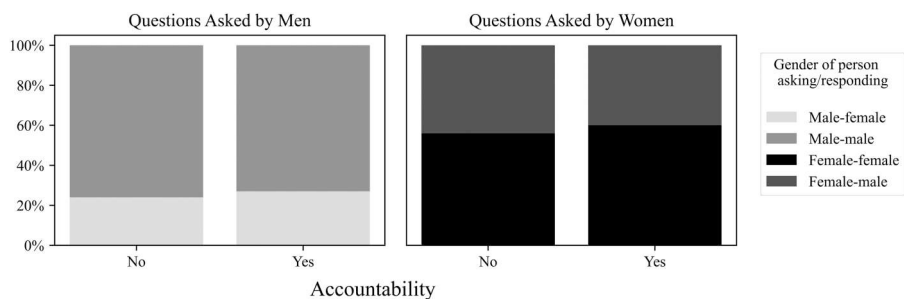 Questions Asked by Men
Questions Asked by Women
100%
80%
60%
40%
20%
0%
No
Yes
No
Yes
Accountability
Gender of person
asking/responding
Male-female
Male-male
Female-female
Female-male